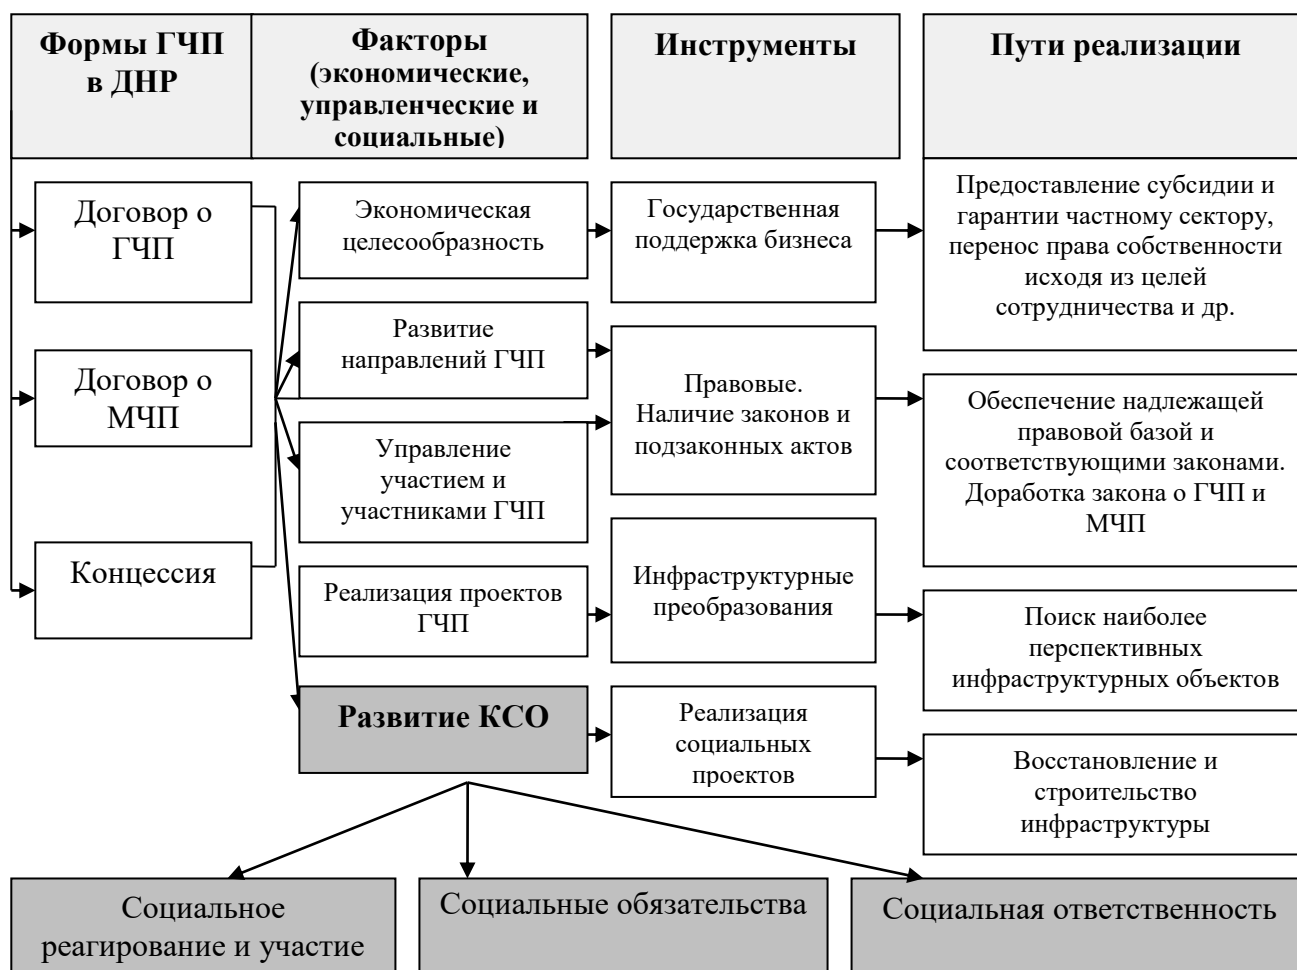 Формы ГЧП
в ДНР
Факторы
(экономические,
управленческие и
социальные)
Инструменты
Пути реализации
Договор о
ГЧП
Договор о
МЧП
Концессия
Экономическая
целесообразность
Развитие
направлений ГЧП
Управление
участием и
участниками ГЧП
Реализация проектов
ГЧП
Развитие КСО
Государственная
поддержка бизнеса
Правовые.
Наличие законов и
подзаконных актов
Инфраструктурные
преобразования
Реализация
социальных
проектов
Предоставление субсидии и
гарантии частному сектору,
перенос права собственности
исходя из целей
сотрудничества и др.
Обеспечение надлежащей
правовой базой и
соответствующими законами.
Доработка закона о ГЧП и
МЧП
Поиск наиболее
перспективных
инфраструктурных объектов
Восстановление и
строительство
инфраструктуры
Социальное
реагирование и участие
Социальные обязательства
Социальная ответственность